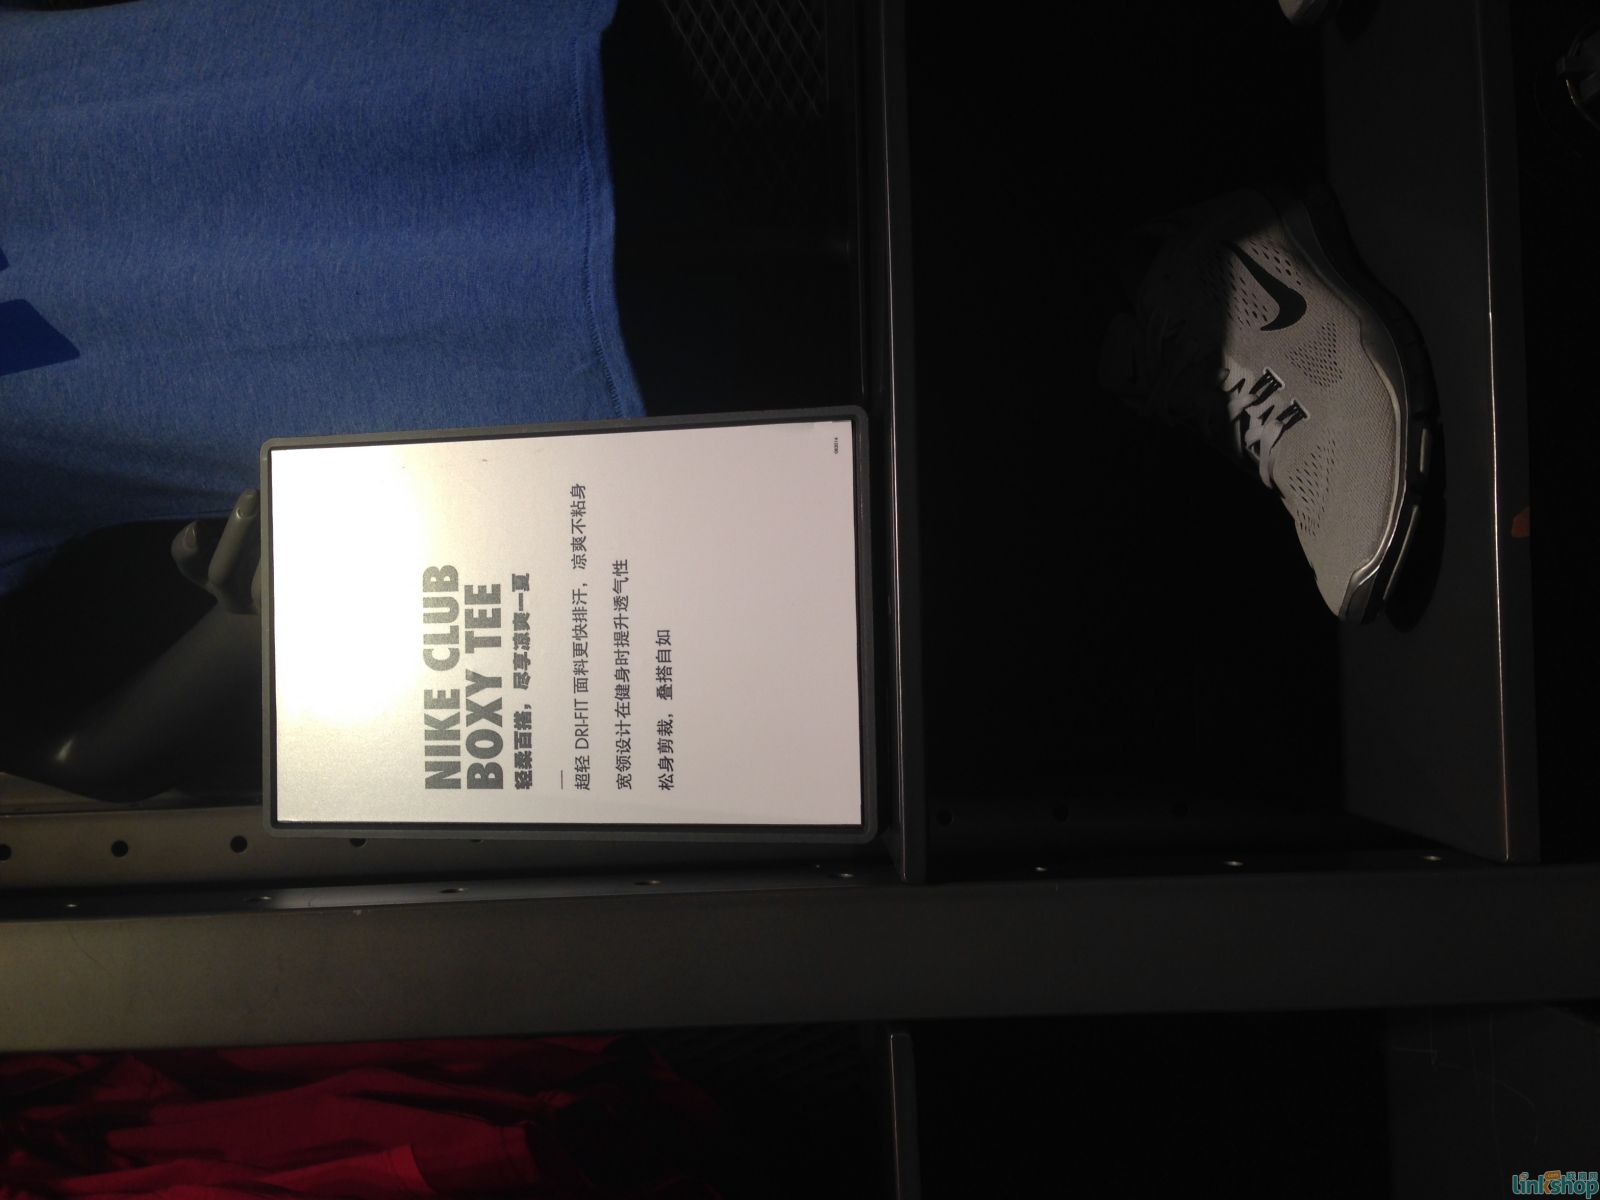 NIKE CLUB
BOXY TEE
轻柔百搭，尽享凉爽一夏
超轻 DRI-FIT 面料更快排汗，凉爽不粘身
宽领设计在健身时提升透气性
松身剪裁，叠搭自如
linkshop